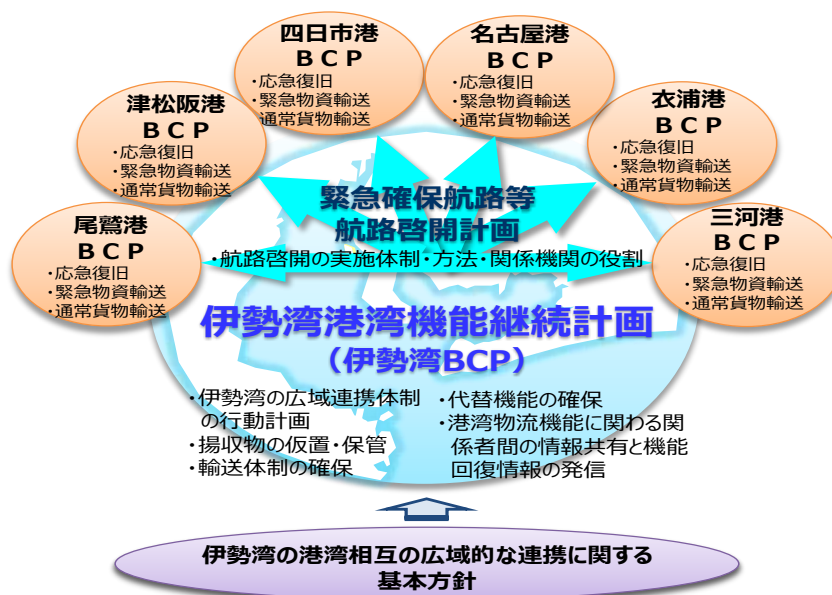 四日市港
ＢＣＰ
・応急復旧
・緊急物資輸送
・通常貨物輸送
名古屋港
ＢＣＰ
・応急復旧
・緊急物資輸送
・通常貨物輸送
津松阪港
ＢＣＰ
・応急復旧
・緊急物資輸送
・通常貨物輸送
衣浦港
ＢＣＰ
・応急復旧
・緊急物資輸送
・通常貨物輸送
尾鷲港
ＢＣＰ
・応急復旧
・緊急物資輸送
・通常貨物輸送
三河港
ＢＣＰ
・応急復旧
・緊急物資輸送
・通常貨物輸送
緊急確保航路等
航路啓開計画
・航路啓開の実施体制・方法・関係機関の役割
伊勢湾港湾機能継続計画
（伊勢湾BCP）
・伊勢湾の広域連携体制
の行動計画
・揚収物の仮置・保管
・輸送体制の確保
・代替機能の確保
・港湾物流機能に関わる関
係者間の情報共有と機能
回復情報の発信
伊勢湾の港湾相互の広域的な連携に関する
基本方針